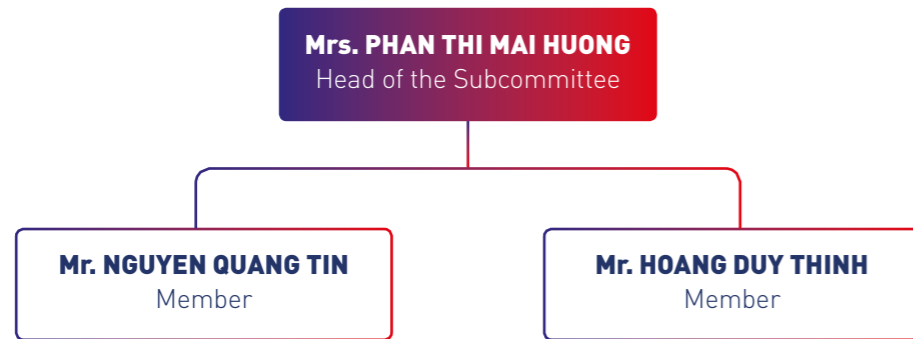 Mrs. PHAN THI MAI HUONG
Head of the Subcommittee
Mr. NGUYEN QUANG TIN
Member
Mr. HOANG DUY THINH
Member